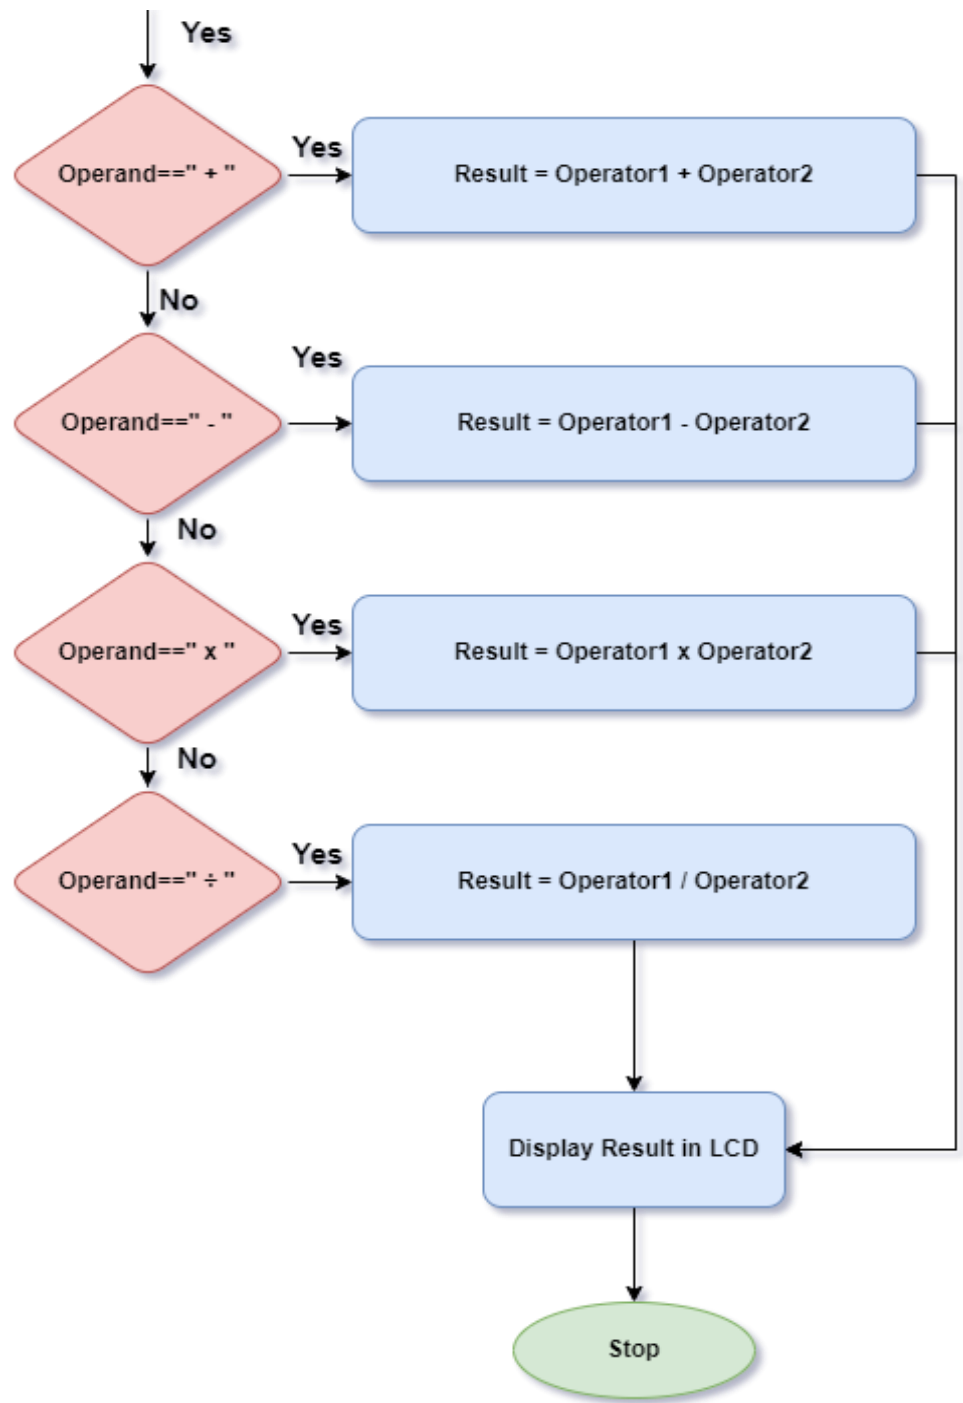 Yes
Operand==" + "
Yes
Result = Operator1 + Operator2
No
Operand==" - "
Yes
Result = Operator1 - Operator2
No
Operand==" x "
Yes
Result = Operator1 x Operator2
No
Operand==" ÷ "
Yes
Result = Operator1 / Operator2
Display Result in LCD
Stop